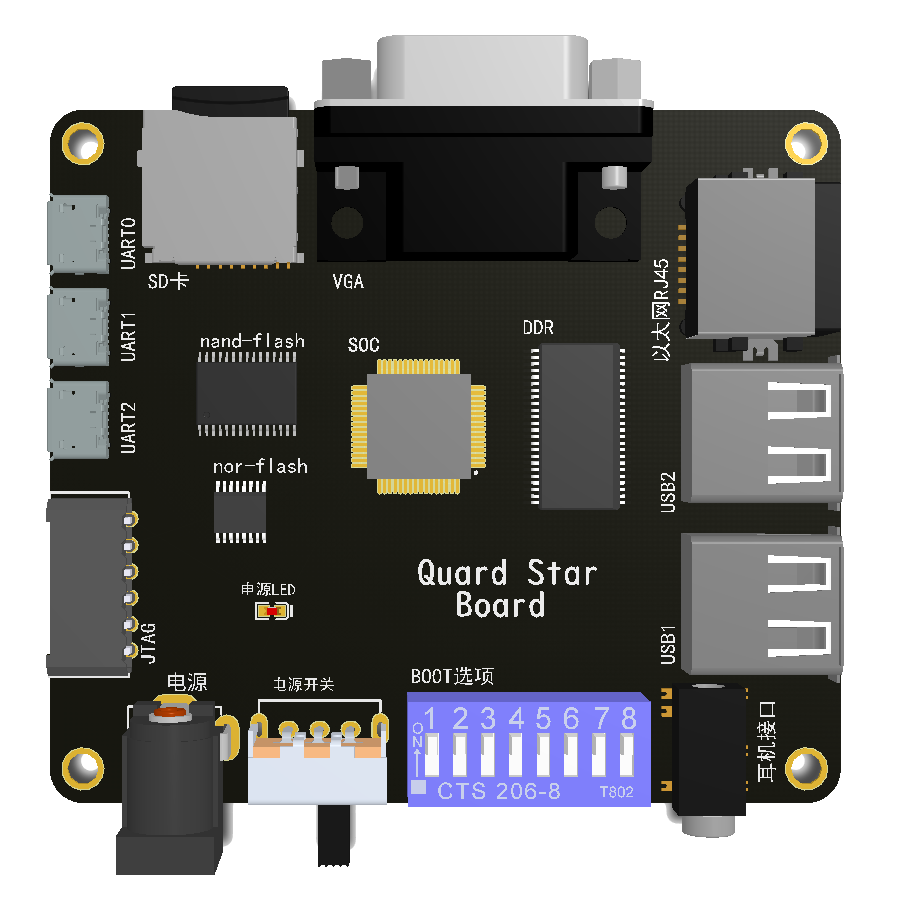 UART0
SD卡
VGA
以太网RJ45
UART1
nand-flash
SOC
DDR
UART2
nor-flash
USB2
电源LED
Quard Star
Board
JTAG
USB1
电源
电源开关
BOOT选项
ON
1 2 3 4 5 6 7 8
CTS 206-8
T802
耳机接口